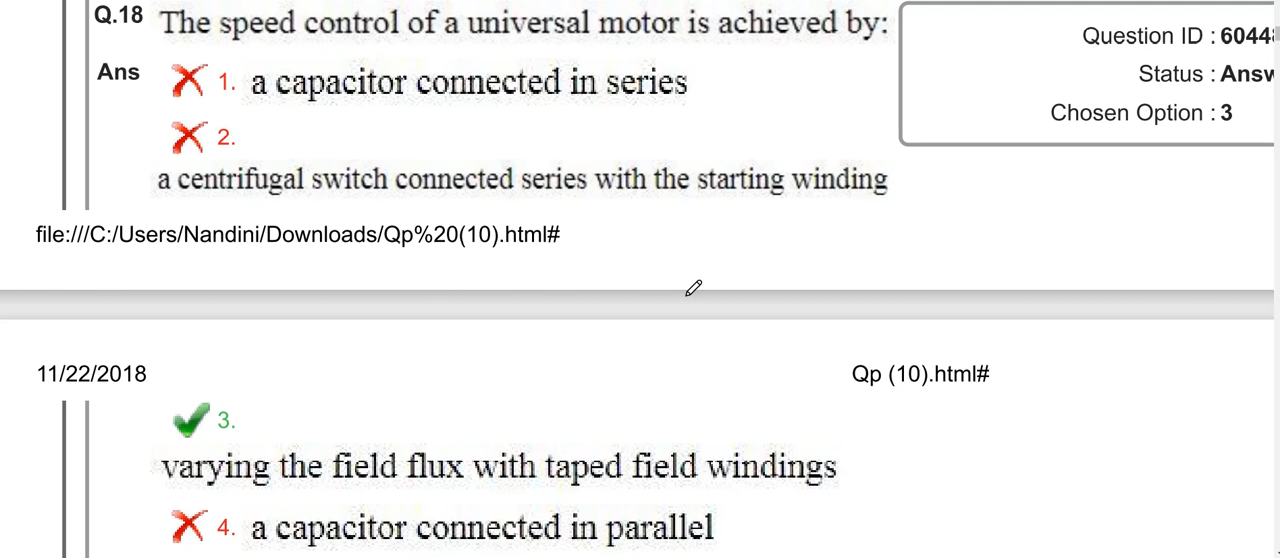 Q.18 The speed control of a universal motor is achieved by:
Question ID : 6044
Ans
1. a capacitor connected in series
Status : Answ
Chosen Option : 3
2.
a centrifugal switch connected series with the starting winding
file:///C:/Users/Nandini/Downloads/Qp%20(10).html#
11/22/2018
Qp (10).html#
3.
varying the field flux with taped field windings
4. a capacitor connected in parallel